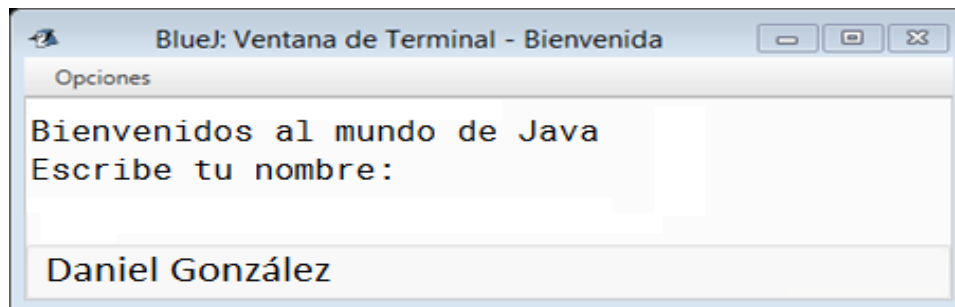 BlueJ: Ventana de Terminal - Bienvenida
Opciones
Bienvenidos al mundo de Java
Escribe tu nombre:
Daniel González